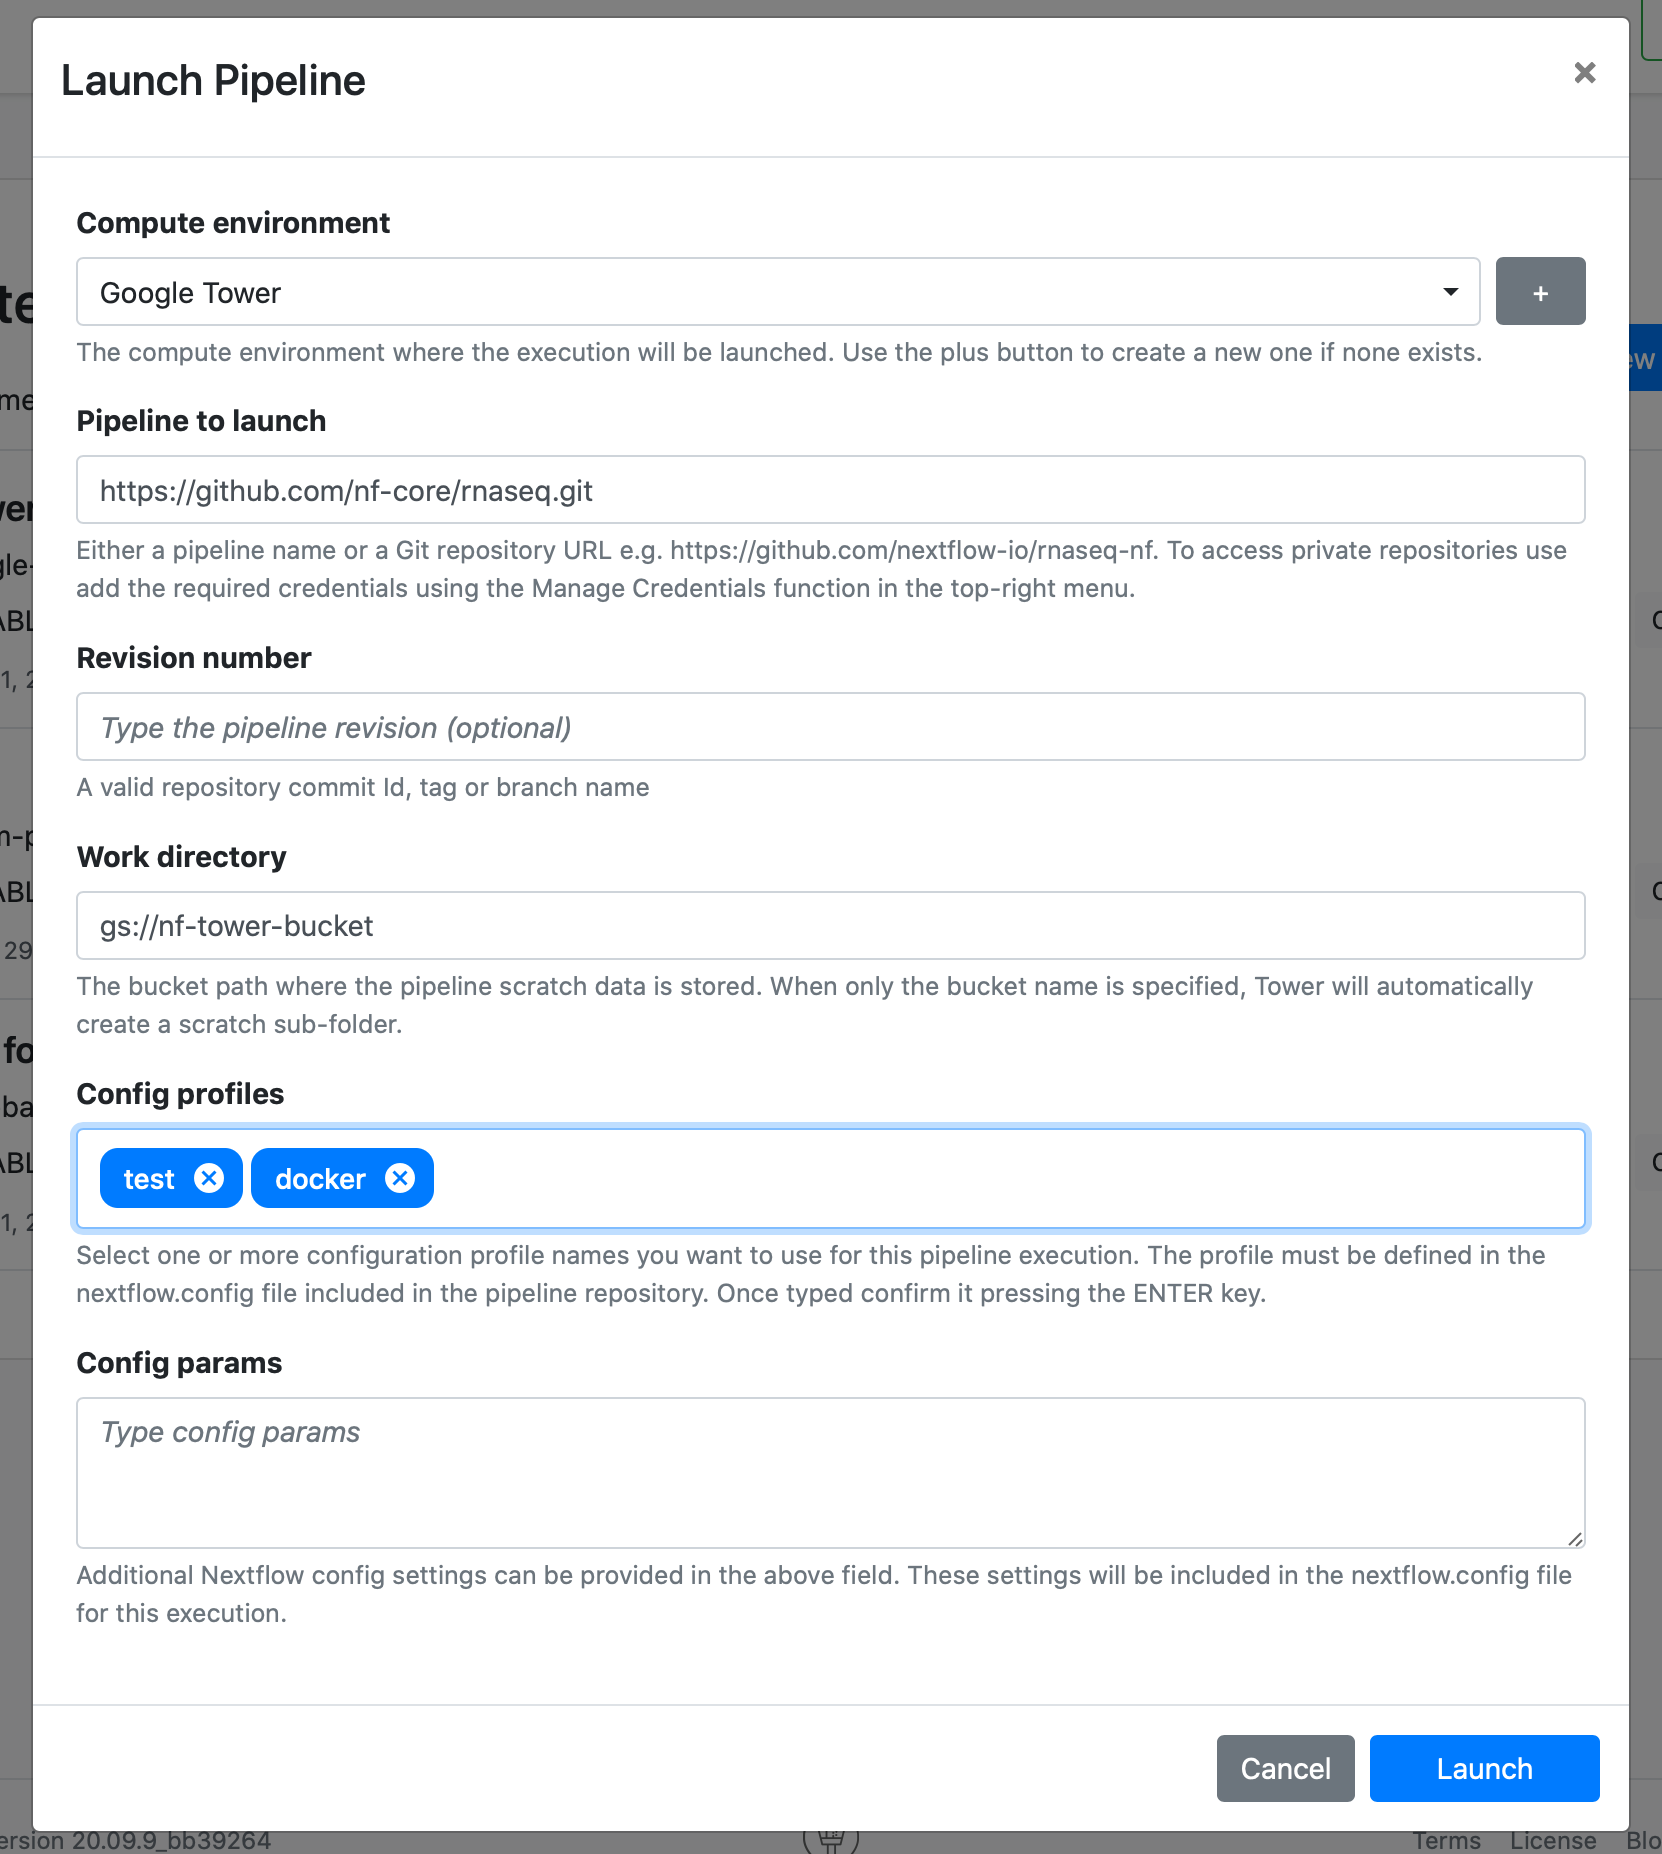 Launch Pipeline
Compute environment
Google Tower
+
The compute environment where the execution will be launched. Use the plus button to create a new one if none exists.
Pipeline to launch
https://github.com/nf-core/rnaseq.git
Either a pipeline name or a Git repository URL e.g. https://github.com/nextflow-io/rnaseq-nf. To access private repositories use
add the required credentials using the Manage Credentials function in the top-right menu.
Revision number
Type the pipeline revision (optional)
A valid repository commit Id, tag or branch name
Work directory
gs://nf-tower-bucket
The bucket path where the pipeline scratch data is stored. When only the bucket name is specified, Tower will automatically
create a scratch sub-folder.
Config profiles
test docker
Select one or more configuration profile names you want to use for this pipeline execution. The profile must be defined in the
nextflow.config file included in the pipeline repository. Once typed confirm it pressing the ENTER key.
Config params
Type config params
Additional Nextflow config settings can be provided in the above field. These settings will be included in the nextflow.config file
for this execution.
Cancel Launch
ersion 20.09.9_bb39264
Terms License Blo